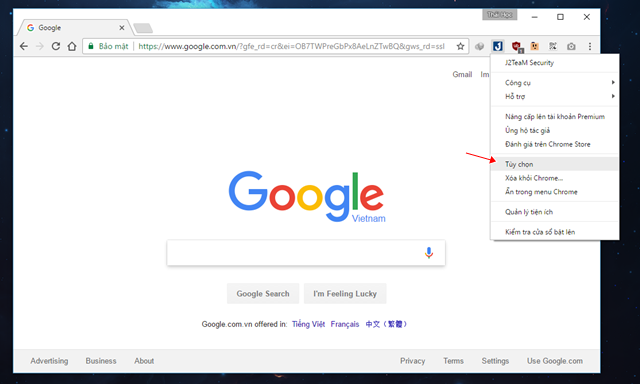 Thái Học
Google
Bảo mật
https://www.google.com.vn/?gfe_rd=cr&ei=OB7TWPreGbPx8AeLnZTwBQ&gws_rd=ssl
Gmail
Im
J2TeaM Security
Công cụ
Hỗ trợ
Nâng cấp lên tài khoản Premium
Ủng hộ tác giả
Đánh giá trên Chrome Store
Tùy chọn
Xóa khỏi Chrome...
Ẩn trong menu Chrome
Quản lý tiện ích
Kiểm tra cửa sổ bật lên
Google
Vietnam
Google Search
I'm Feeling Lucky
Google.com.vn offered in: Tiếng Việt Français 中文（繁體）
Advertising Business About Privacy Terms Settings Use Google.com